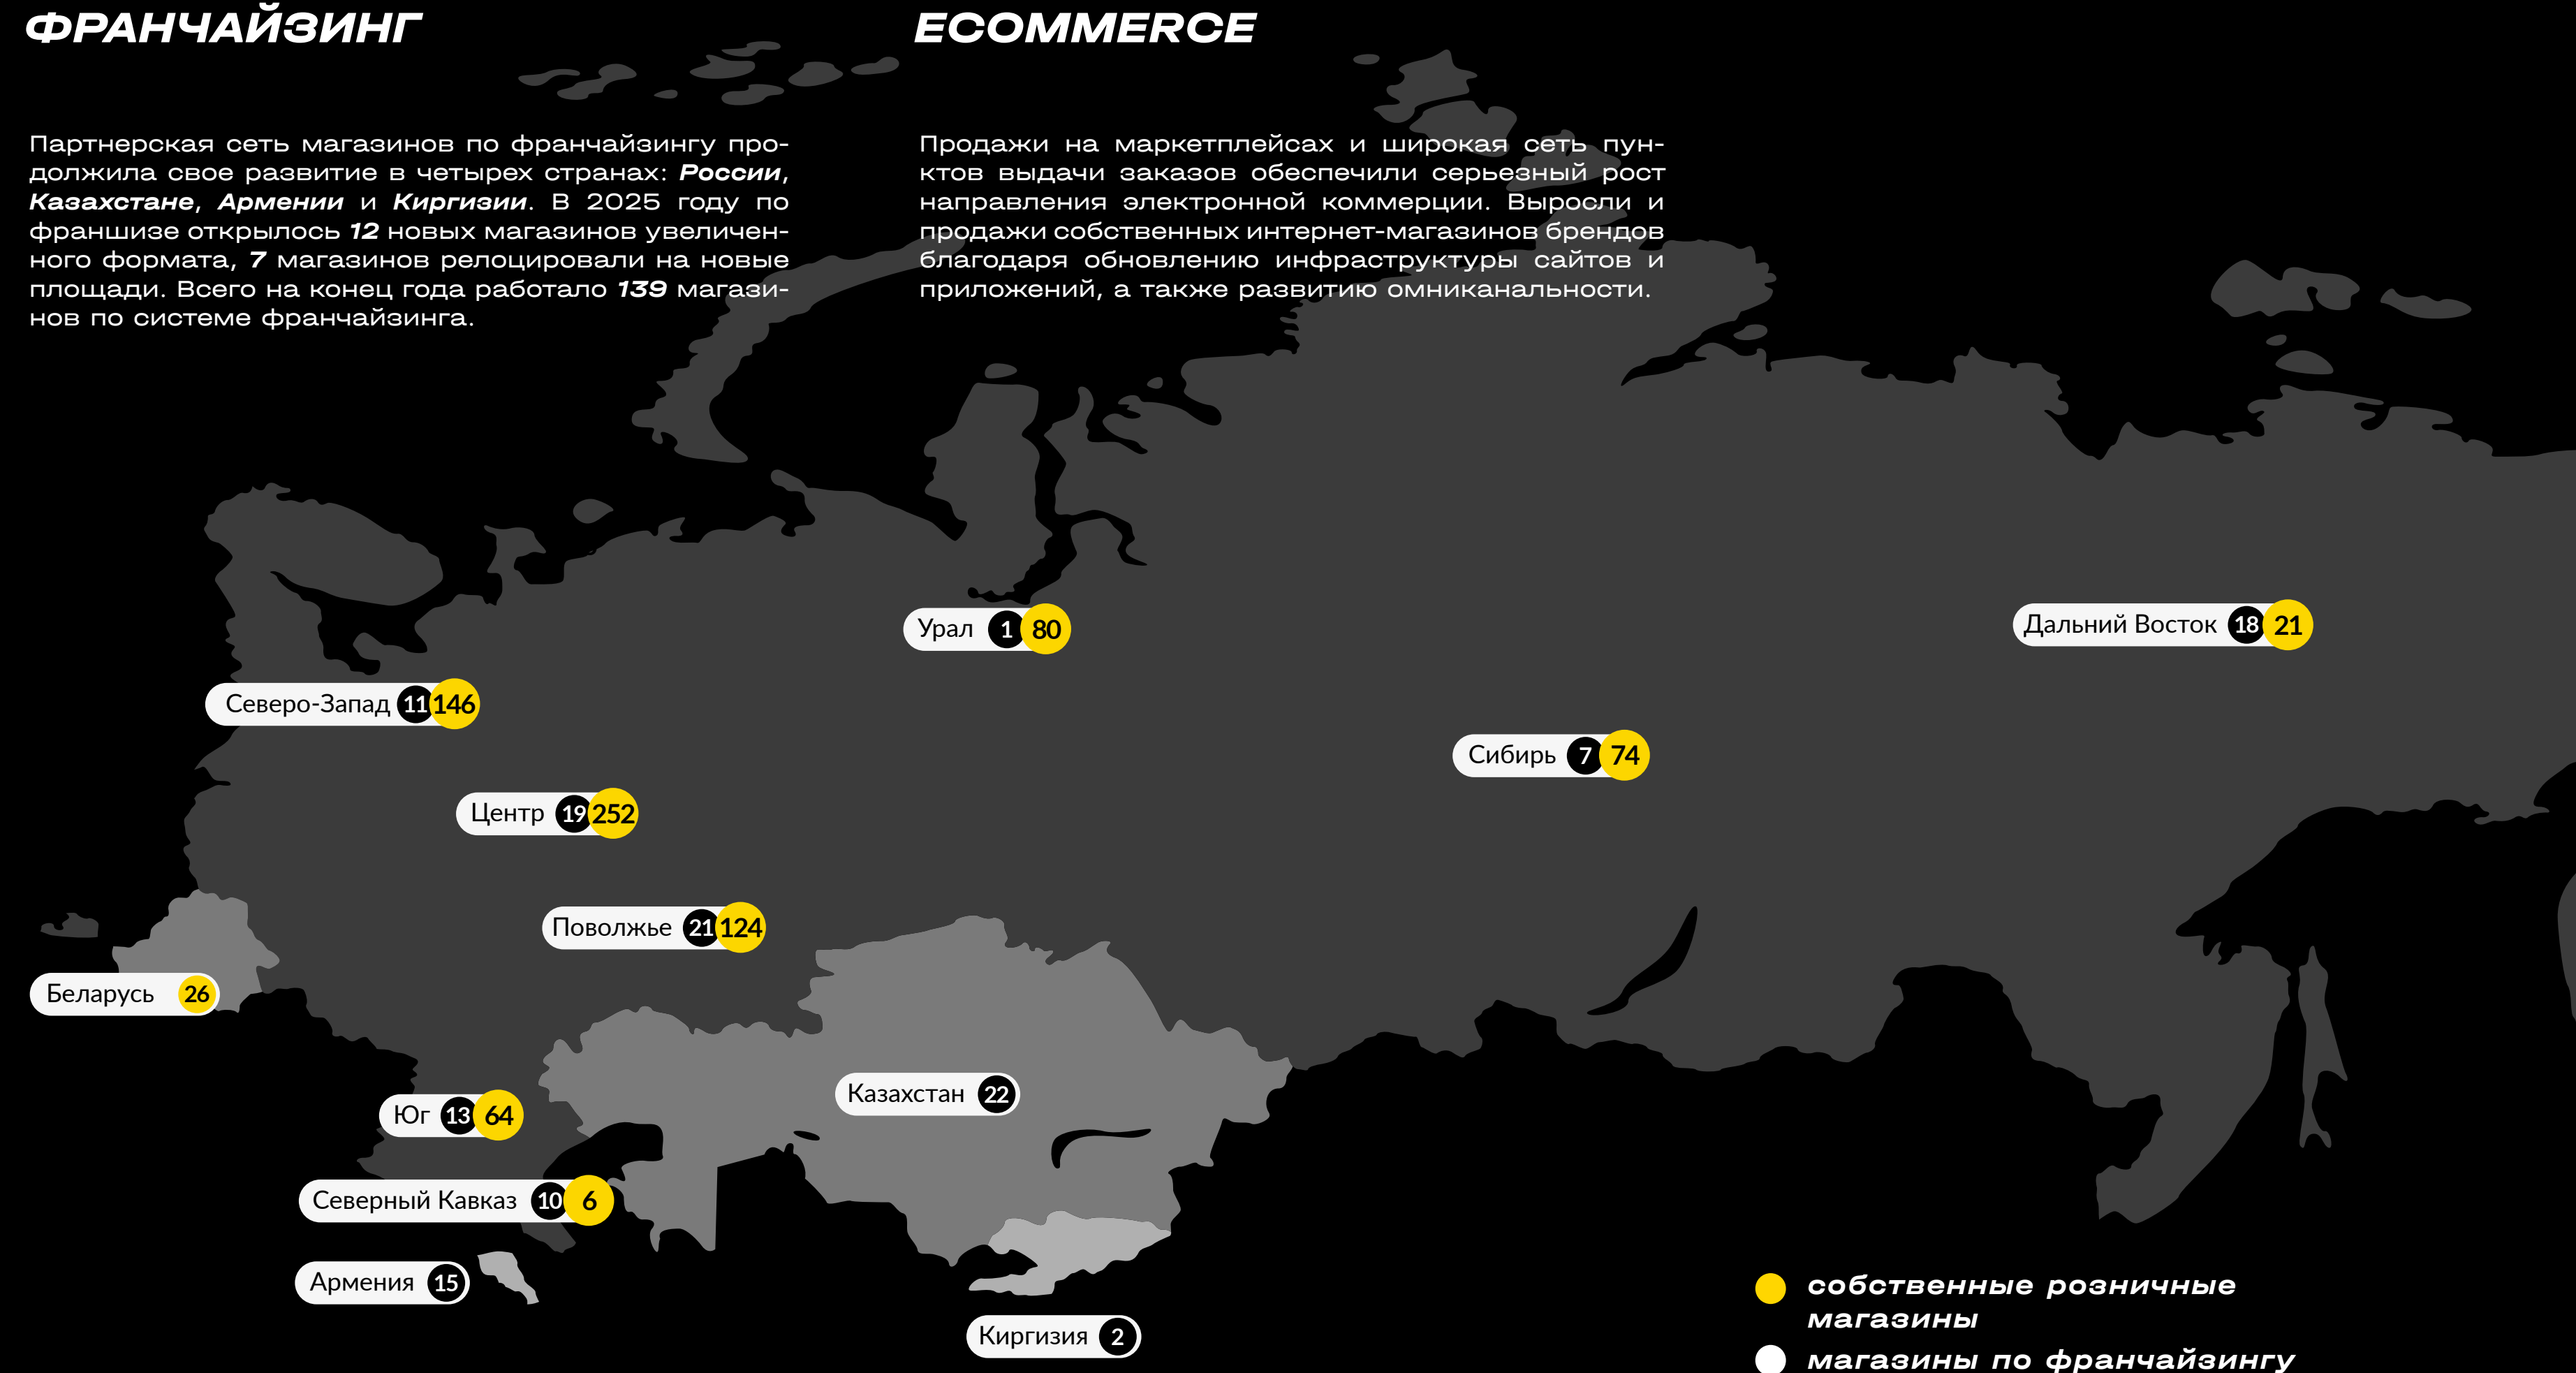 ФРАНЧАЙЗИНГ
Партнерская сеть магазинов по франчайзингу про-
должила свое развитие в четырех странах: России,
Казахстане, Армении и Киргизии. В 2025 году по
франшизе открылось 12 новых магазинов увеличен-
ного формата, 7 магазинов релоцировали на новые
площади. Всего на конец года работало 139 магази-
нов по системе франчайзинга.
ECOMMERCE
Продажи на маркетплейсах и широкая сеть пун-
ктов выдачи заказов обеспечили серьезный рост
направления электронной коммерции. Выросли и
продажи собственных интернет-магазинов брендов
благодаря обновлению инфраструктуры сайтов и
приложений, а также развитию омниканальности.
Урал 1 80
Дальний Восток 18 21
Северо-Запад 11 146
Сибирь 7 74
Центр 19 252
Поволжье 21 124
Беларусь 26
Казахстан 22
Юг 13 64
Северный Кавказ 10 6
Армения 15
Киргизия 2
собственные розничные
магазины
магазины по франчайзингу